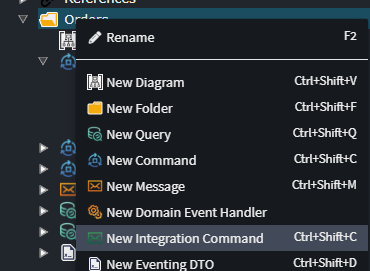 References
Orders
Rename F2
New Diagram Ctrl+Shift+V
New Folder Ctrl+Shift+F
New Query Ctrl+Shift+Q
New Command Ctrl+Shift+C
New Message Ctrl+Shift+M
New Domain Event Handler
New Integration Command Ctrl+Shift+C
New Eventing DTO Ctrl+Shift+D